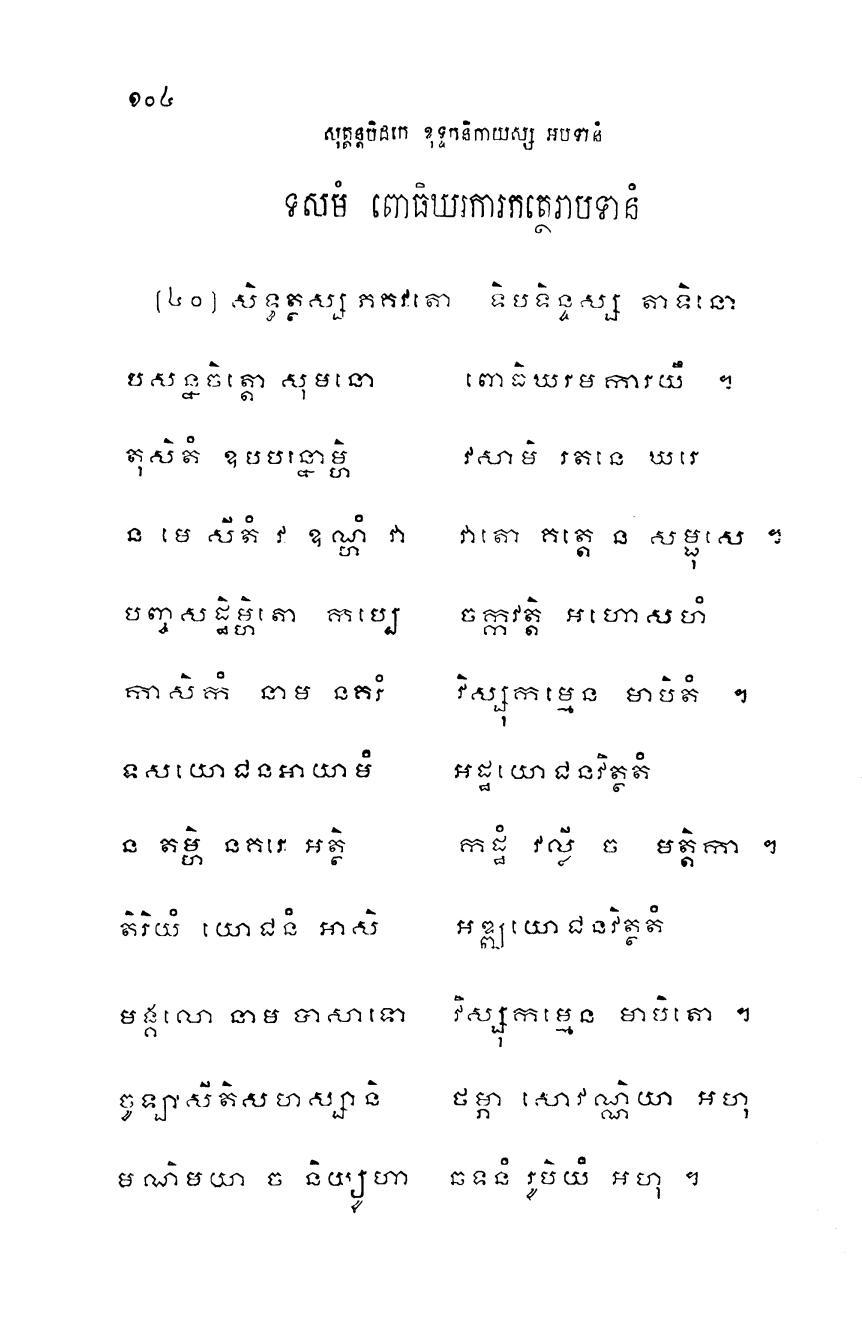 ១០៤
សុត្តន្តបិដកេ ខុទ្ទកនិកាយស្ស អបទានំ
ទសមំ ពោធិឃរការកត្ថេរាបទានំ
(៤០) សិទ្ធត្ថស្ស ភគវតោ ទិបទិន្ទស្ស តាទិនោ
បសន្នចិត្តោ សុមនោ ពោធិឃរមការយឹ ។
តុសិតំ ឧបបន្នោម្ហិ វសាមិ រតនេ ឃរេ
ន មេ សីតំ វ ឧណ្ហំ វា វាតោ គត្តេ ន សម្ផុសេ ។
បញ្ចសដ្ឋិម្ហិតោ កប្បេ ចក្កវត្តិ អហោសហំ
កាសិកំ នាម នគរំ វិស្សុកម្មេន មាបិតំ ។
ទសយោជនអាយាមំ អដ្ឋយោជនវិត្ថតំ
ន តម្ហិ នគរេ អត្ថិ កដ្ឋំ វល្លី ច មត្តិកា ។
តិរិយំ យោជនំ អាសិ អឌ្ឍយោជនវិត្ថតំ
មង្គលោ នាម បាសាទោ វិស្សុកម្មេន មាបិតោ ។
ចូឡាសីតិសហស្សានិ ថម្ភា សោវណ្ណិយា អហុ
មណិមយា ច និយ្យូហា ឆទនំ រូបិយំ អហុ ។